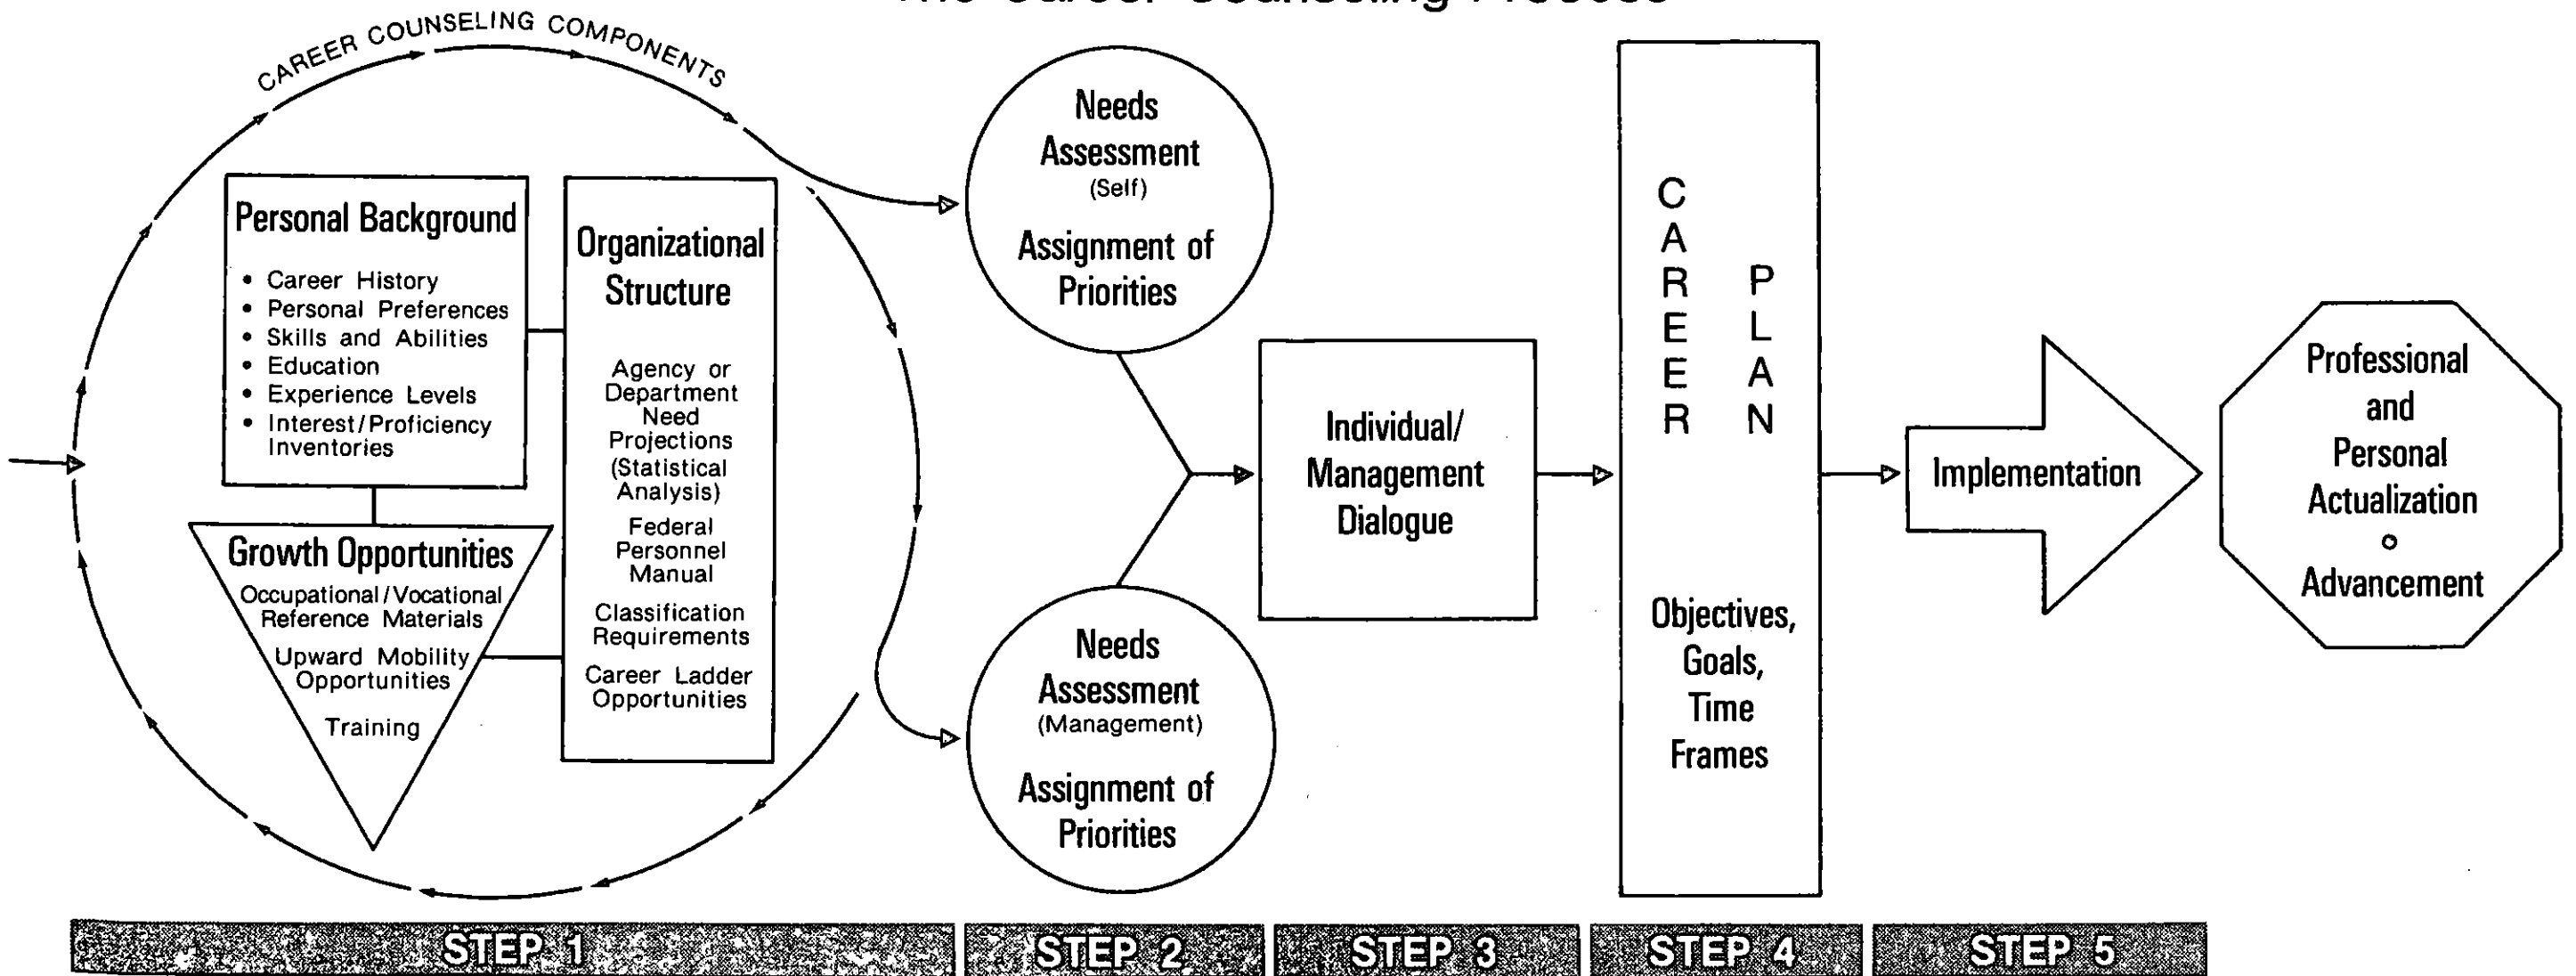 The Career Counseling Process
CAREER COUNSELING COMPONENTS
Personal Background
• Career History
• Personal Preferences
• Skills and Abilities
• Education
• Experience Levels
• Interest/Proficiency
Inventories
Organizational
Structure
Agency or
Department
Need
Projections
(Statistical
Analysis)
Federal
Personnel
Manual
Classification
Requirements
Career Ladder
Opportunities
Growth Opportunities
Occupational/Vocational
Reference Materials
Upward Mobility
Opportunities
Training
Needs
Assessment
(Self)
Assignment of
Priorities
Needs
Assessment
(Management)
Assignment of
Priorities
Individual/
Management
Dialogue
CAREER
PLAN
Objectives,
Goals,
Time
Frames
Implementation
Professional
and
Personal
Actualization
Advancement
STEP 1
STEP 2
STEP 3
STEP 4
STEP 5